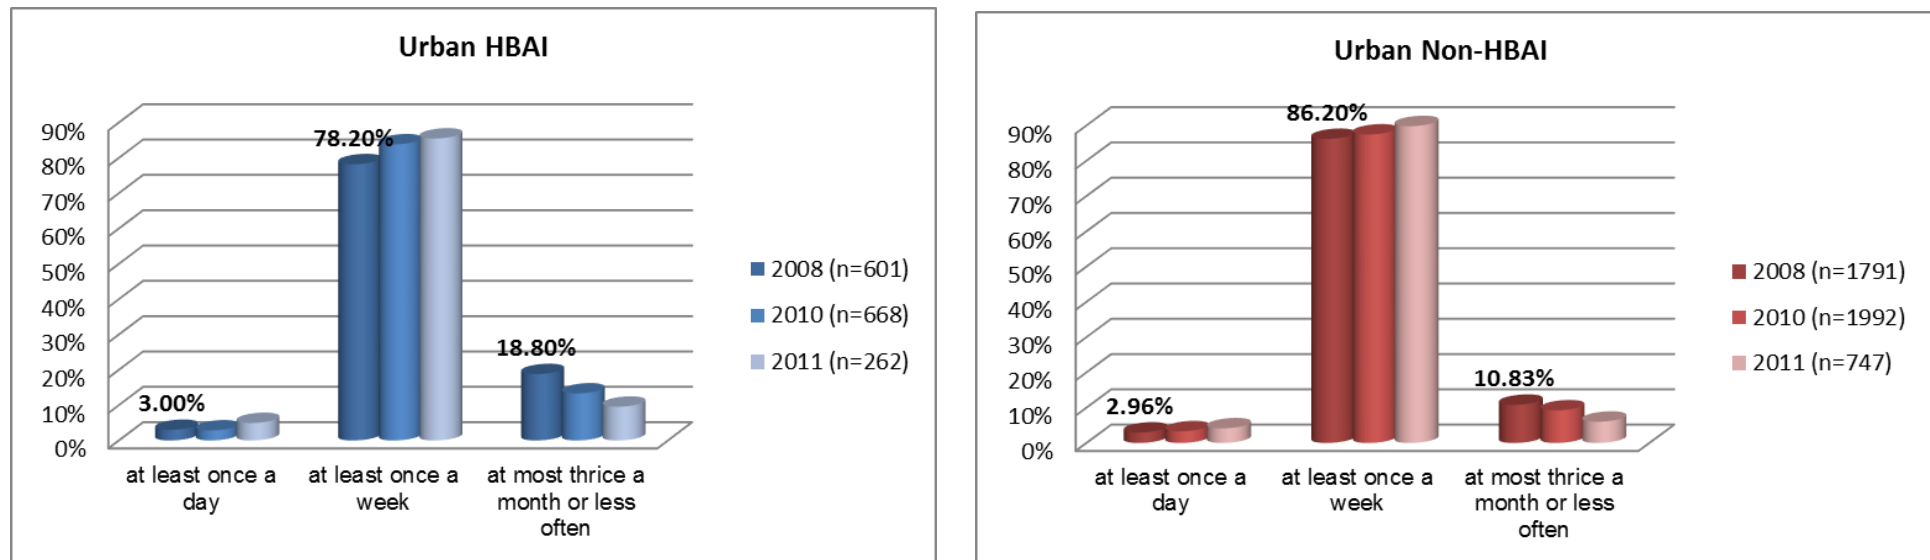 Urban HBAI
90%
80%
70%
60%
50%
40%
30%
20%
10%
0%
3.00%
78.20%
18.80%
at least once a
day
at least once a
week
at most thrice a
month or less
often
2008 (n=601)
2010 (n=668)
2011 (n=262)
Urban Non-HBAI
90%
80%
70%
60%
50%
40%
30%
20%
10%
0%
2.96%
86.20%
10.83%
at least once a
day
at least once a
week
at most thrice a
month or less
often
2008 (n=1791)
2010 (n=1992)
2011 (n=747)